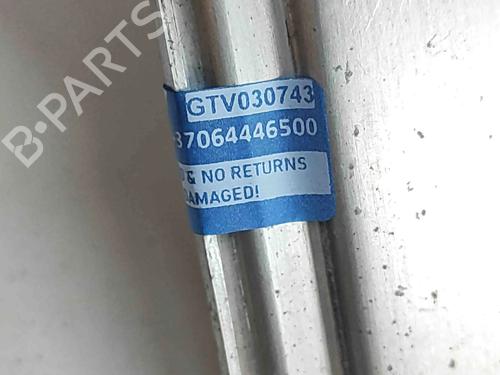 GTV030743
37064446500
& NO RETURNS
DAMAGED!
B-PARTS